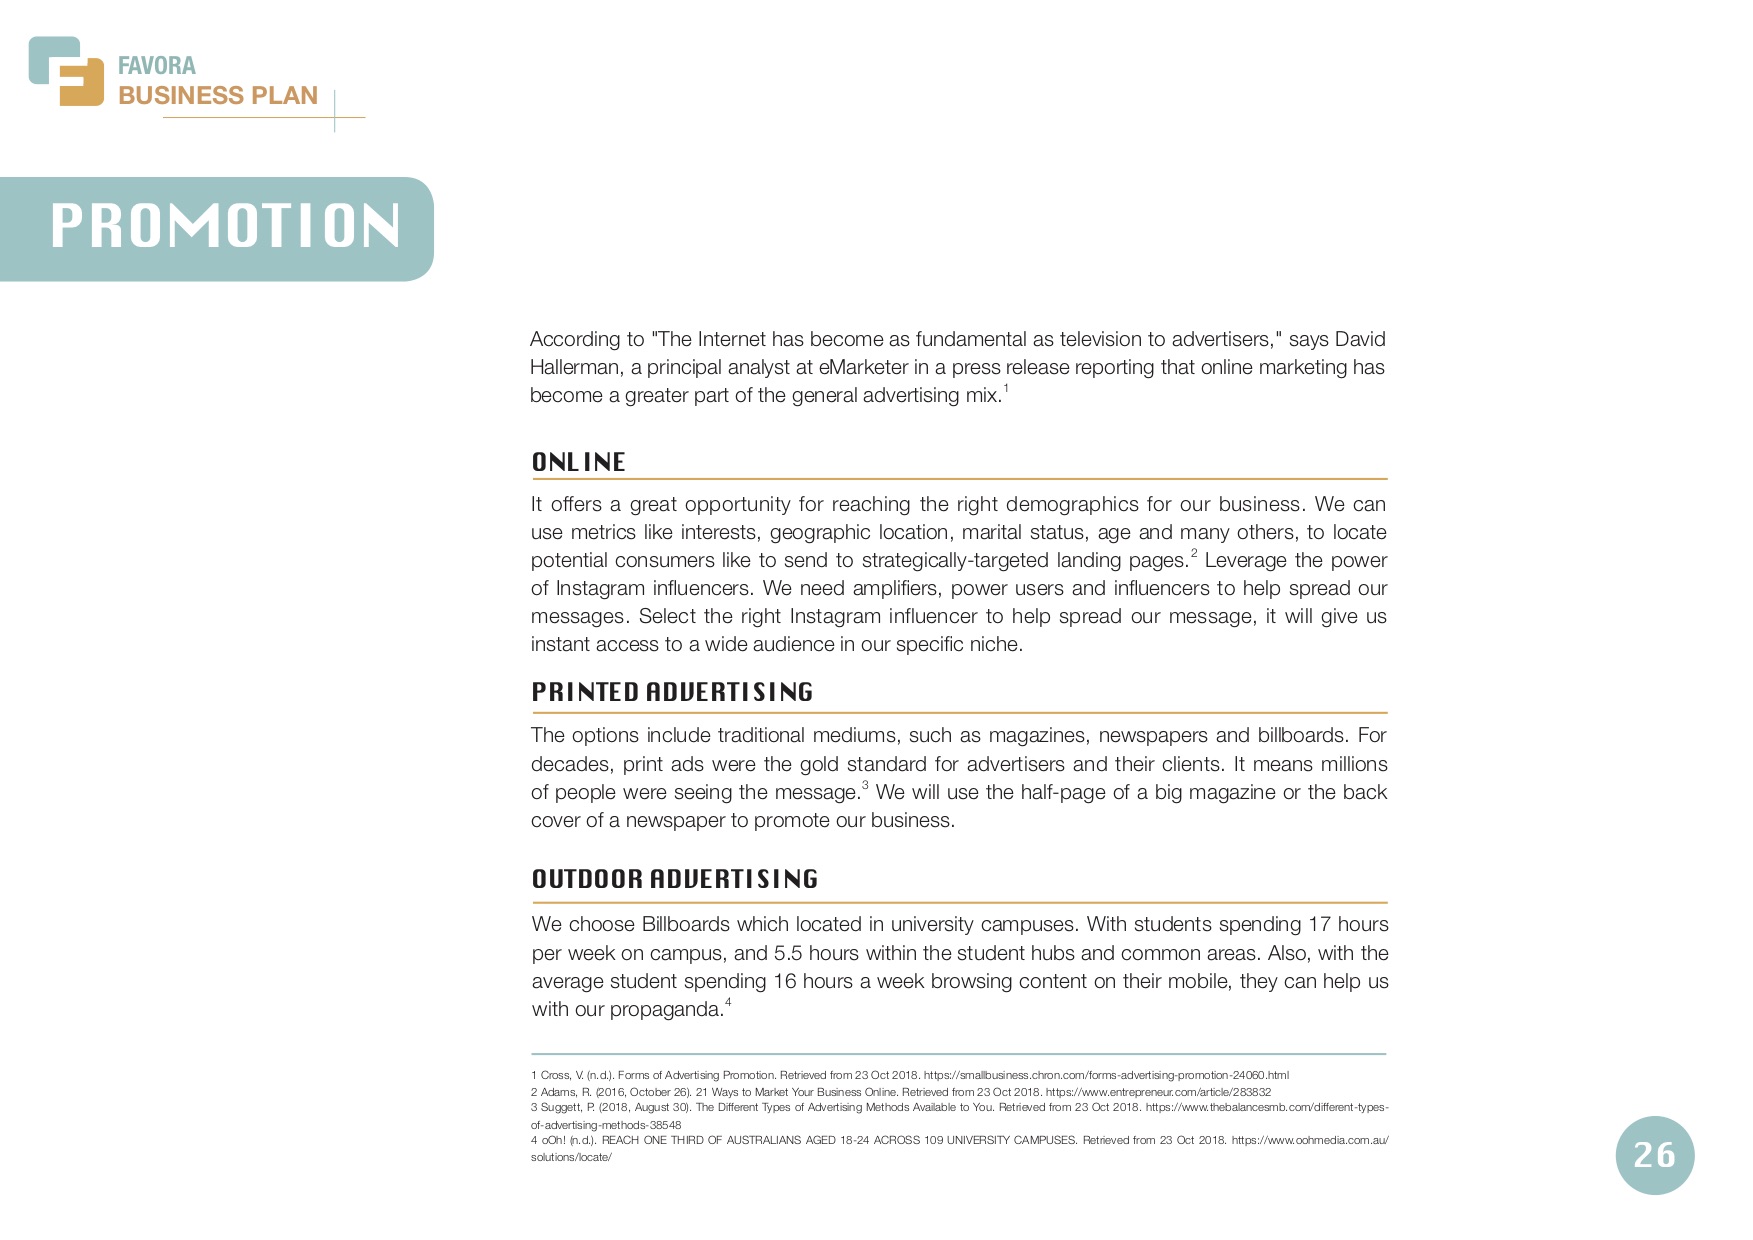 FAVORA
BUSINESS PLAN
PROMOTION
According to "The Internet has become as fundamental as television to advertisers," says David
Hallerman, a principal analyst at eMarketer in a press release reporting that online marketing has
become a greater part of the general advertising mix.1
ONLINE
It offers a great opportunity for reaching the right demographics for our business. We can
use metrics like interests, geographic location, marital status, age and many others, to locate
potential consumers like to send to strategically-targeted landing pages.2 Leverage the power
of Instagram influencers. We need amplifiers, power users and influencers to help spread our
messages. Select the right Instagram influencer to help spread our message, it will give us
instant access to a wide audience in our specific niche.
PRINTED ADVERTISING
The options include traditional mediums, such as magazines, newspapers and billboards. For
decades, print ads were the gold standard for advertisers and their clients. It means millions
of people were seeing the message.3 We will use the half-page of a big magazine or the back
cover of a newspaper to promote our business.
OUTDOOR ADVERTISING
We choose Billboards which located in university campuses. With students spending 17 hours
per week on campus, and 5.5 hours within the student hubs and common areas. Also, with the
average student spending 16 hours a week browsing content on their mobile, they can help us
with our propaganda.4
1 Cross, V. (n.d.). Forms of Advertising Promotion. Retrieved from 23 Oct 2018. https://smallbusiness.chron.com/forms-advertising-promotion-24060.html
2 Adams, R. (2016, October 26). 21 Ways to Market Your Business Online. Retrieved from 23 Oct 2018. https://www.entrepreneur.com/article/283832
3 Suggett, P. (2018, August 30). The Different Types of Advertising Methods Available to You. Retrieved from 23 Oct 2018. https://www.thebalancesmb.com/different-types-
of-advertising-methods-38548
4 oOh! (n.d.). REACH ONE THIRD OF AUSTRALIANS AGED 18-24 ACROSS 109 UNIVERSITY CAMPUSES. Retrieved from 23 Oct 2018. https://www.oohmedia.com.au/
solutions/locate/
26